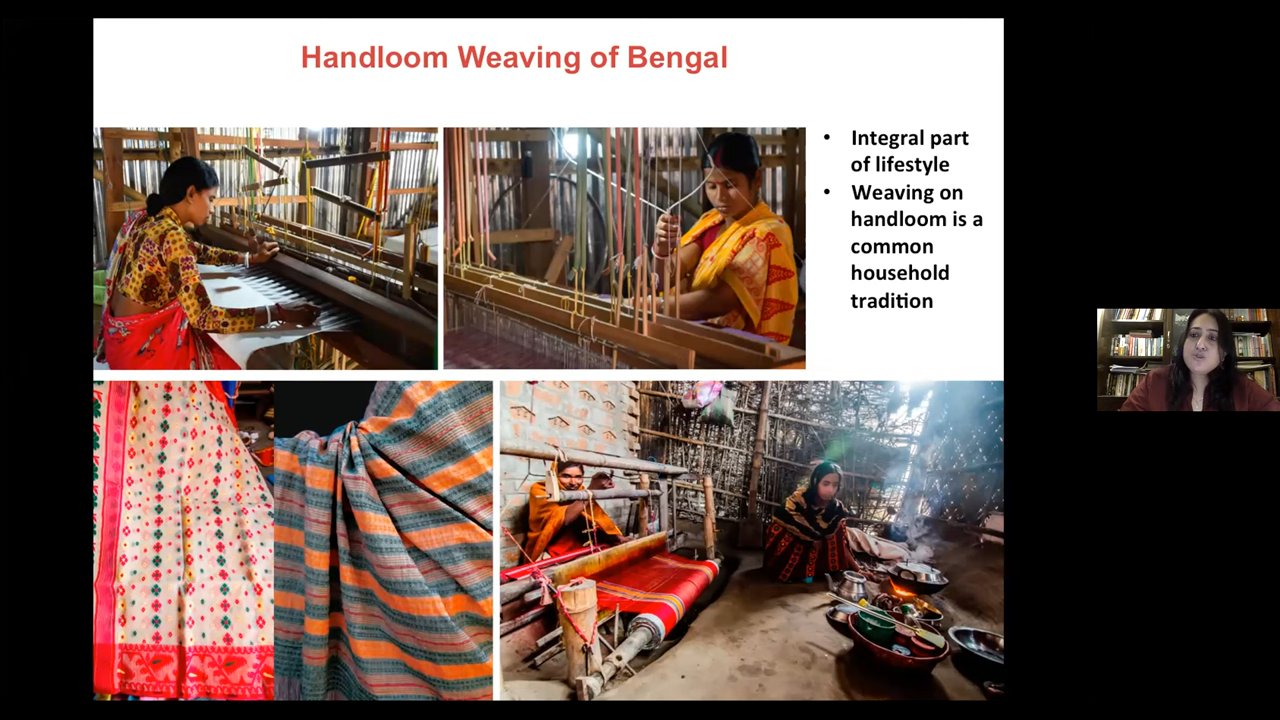 Handloom Weaving of Bengal
• Integral part
of lifestyle
• Weaving on
handloom is a
common
household
tradition